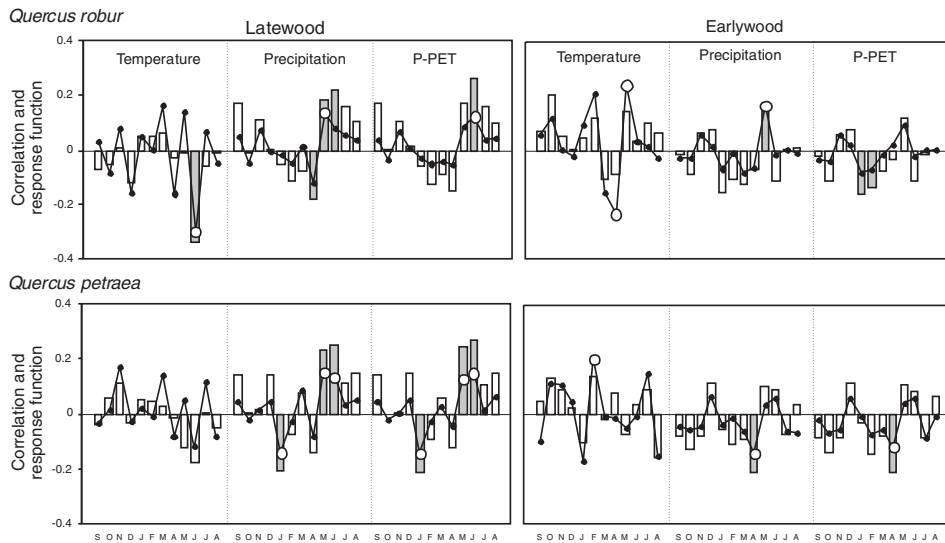 Quercus robur
Latewood
Earlywood
0.4
0.2
0
-0.2
-0.4
Correlation and
response function
Temperature
Precipitation
P-PET
Temperature
Precipitation
P-PET
Quercus petraea
0.4
0.2
0
-0.2
-0.4
Correlation and
response function
S O N D J F M A M J J A S O N D J F M A M J J A S O N D J F M A M J J A
S O N D J F M A M J J A S O N D J F M A M J J A S O N D J F M A M J J A